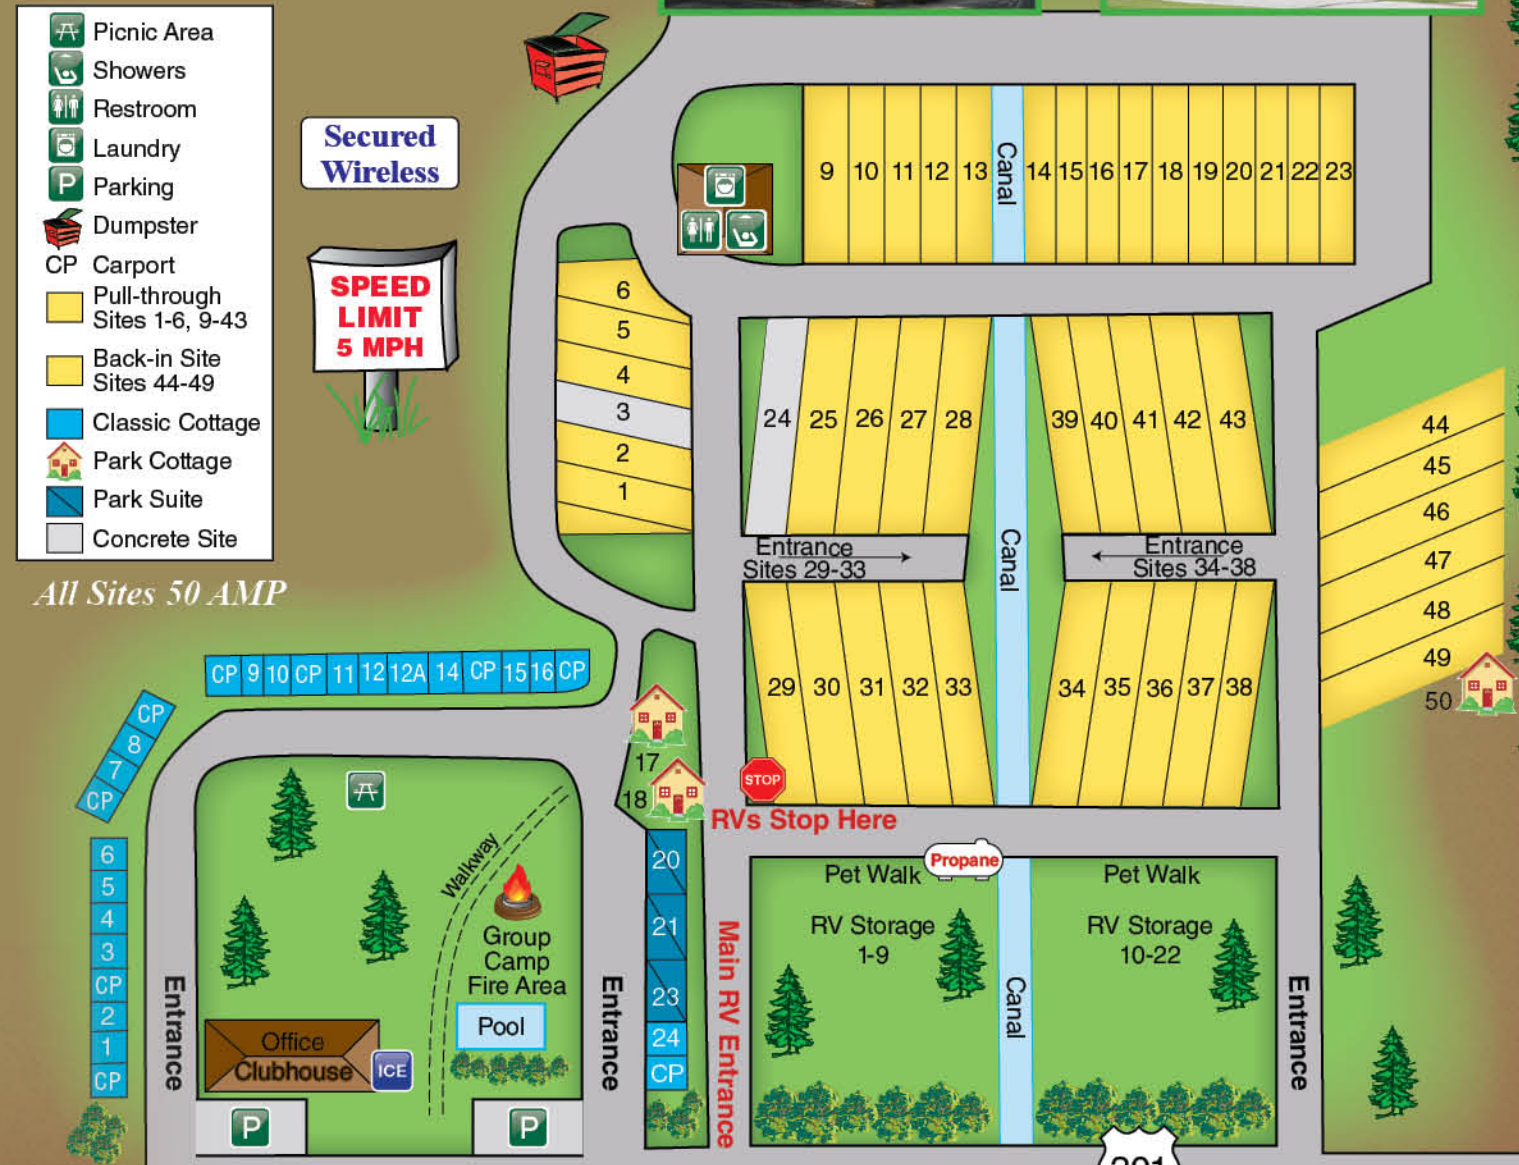 Picnic Area
Showers
Restroom
Laundry
P Parking
Dumpster
CP Carport
Pull-through
Sites 1-6, 9-43
Back-in Site
Sites 44-49
Classic Cottage
Park Cottage
Park Suite
Concrete Site
All Sites 50 AMP
Secured
Wireless
SPEED
LIMIT
5 MPH
9 10 11 12 13 Canal 14 15 16 17 18 19 20 21 22 23
6
5
4
3
2
1
24 25 26 27 28
39 40 41 42 43
Canal
Entrance
Sites 29-33
Entrance
Sites 34-38
29 30 31 32 33
34 35 36 37 38
44
45
46
47
48
49
50
CP 9 10 CP 11 12 12A 14 CP 15 16 CP
CP
8
7
CP
6
5
4
3
CP
2
1
CP
17
18
STOP
RVs Stop Here
20
21
23
24
CP
Walkway
Group
Camp
Fire Area
Pool
Office
Clubhouse
ICE
P
P
Entrance
Entrance
Main RV Entrance
Propane
Pet Walk
RV Storage
1-9
Pet Walk
RV Storage
10-22
Canal
Entrance
301